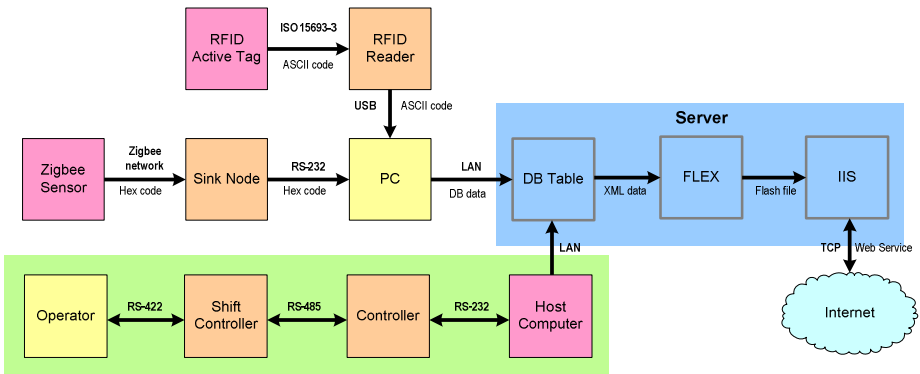 RFID
Active Tag
ISO 15693-3
ASCII code
RFID
Reader
USB
ASCII code
Server
Zigbee
Sensor
Zigbee
network
Hex code
Sink Node
RS-232
Hex code
PC
LAN
DB data
DB Table
XML data
FLEX
Flash file
IIS
LAN
TCP
Web Service
Operator
RS-422
Shift
Controller
RS-485
Controller
RS-232
Host
Computer
Internet